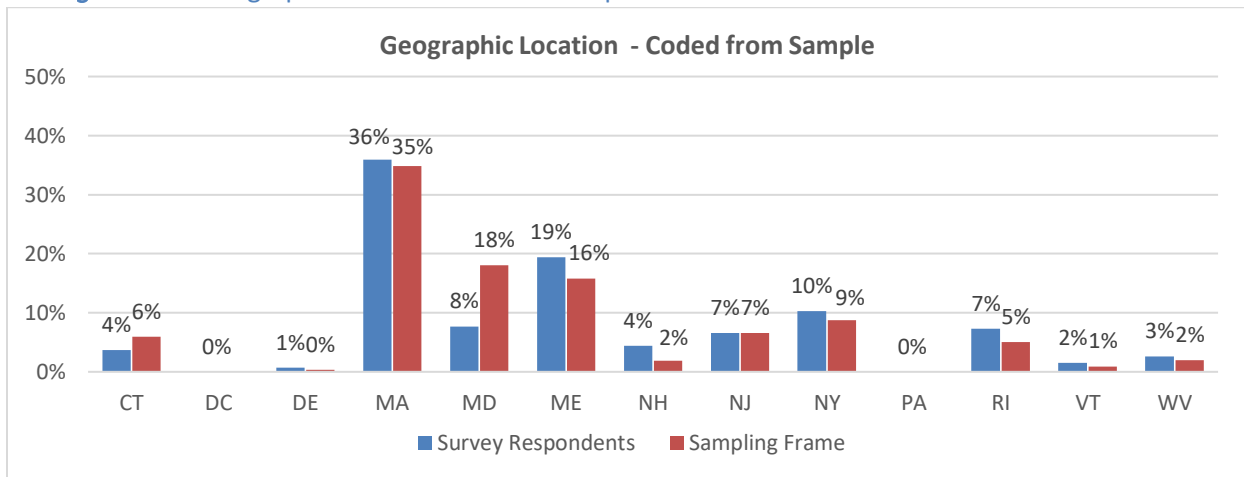 Geographic Location - Coded from Sample
50%
40%
30%
20%
10%
0%
36% 35%
4% 6% 0% 1% 0% 8% 18% 19% 16% 4% 2% 7% 7% 10% 9% 0% 7% 5% 2% 1% 3% 2%
CT DC DE MA MD ME NH NJ NY PA RI VT WV
Survey Respondents Sampling Frame